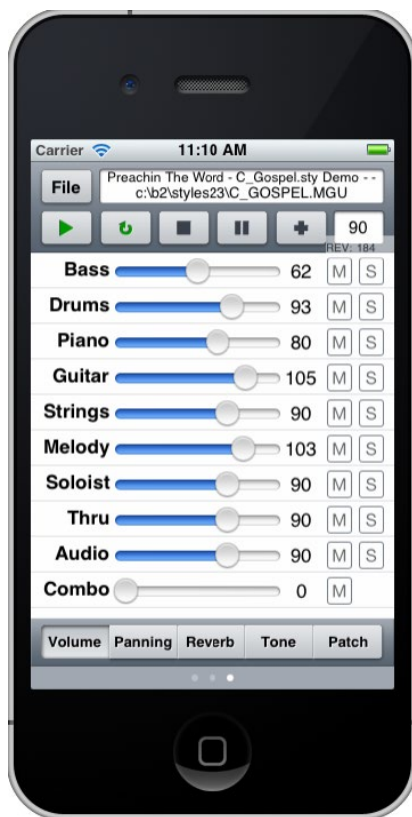 Carrier 11:10 AM
File Preachin The Word - C_Gospel.sty Demo - -
c:\b2\styles23\C_GOSPEL.MGU
90
REV: 184
Bass 62 M S
Drums 93 M S
Piano 80 M S
Guitar 105 M S
Strings 90 M S
Melody 103 M S
Soloist 90 M S
Thru 90 M S
Audio 90 M S
Combo 0 M
Volume Panning Reverb Tone Patch